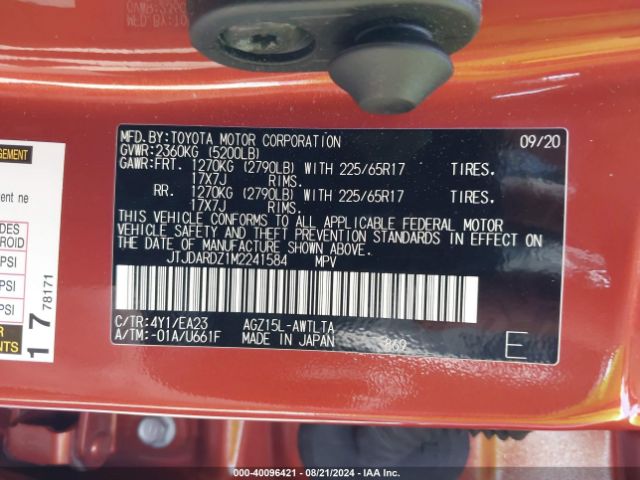 MFD.BY:TOYOTA MOTOR CORPORATION 09/20
GVWR:2360KG (5200LB)
GAWR:FRT. 1270KG (2790LB) WITH 225/65R17 TIRES.
17X7J RIMS.
RR. 1270KG (2790LB) WITH 225/65R17 TIRES.
17X7J RIMS.
THIS VEHICLE CONFORMS TO ALL APPLICABLE FEDERAL MOTOR
VEHICLE SAFETY AND THEFT PREVENTION STANDARDS IN EFFECT ON
THE DATE OF MANUFACTURE SHOWN ABOVE.
JTJDARDZ1M2241584 MPV
C/TR:4Y1/EA23 AGZ15L-AWTLTA
A/TM:-01A/U661F MADE IN JAPAN 869 E
PSI
PSI
17 78171
000-40096421 - 08/21/2024 - IAA Inc.